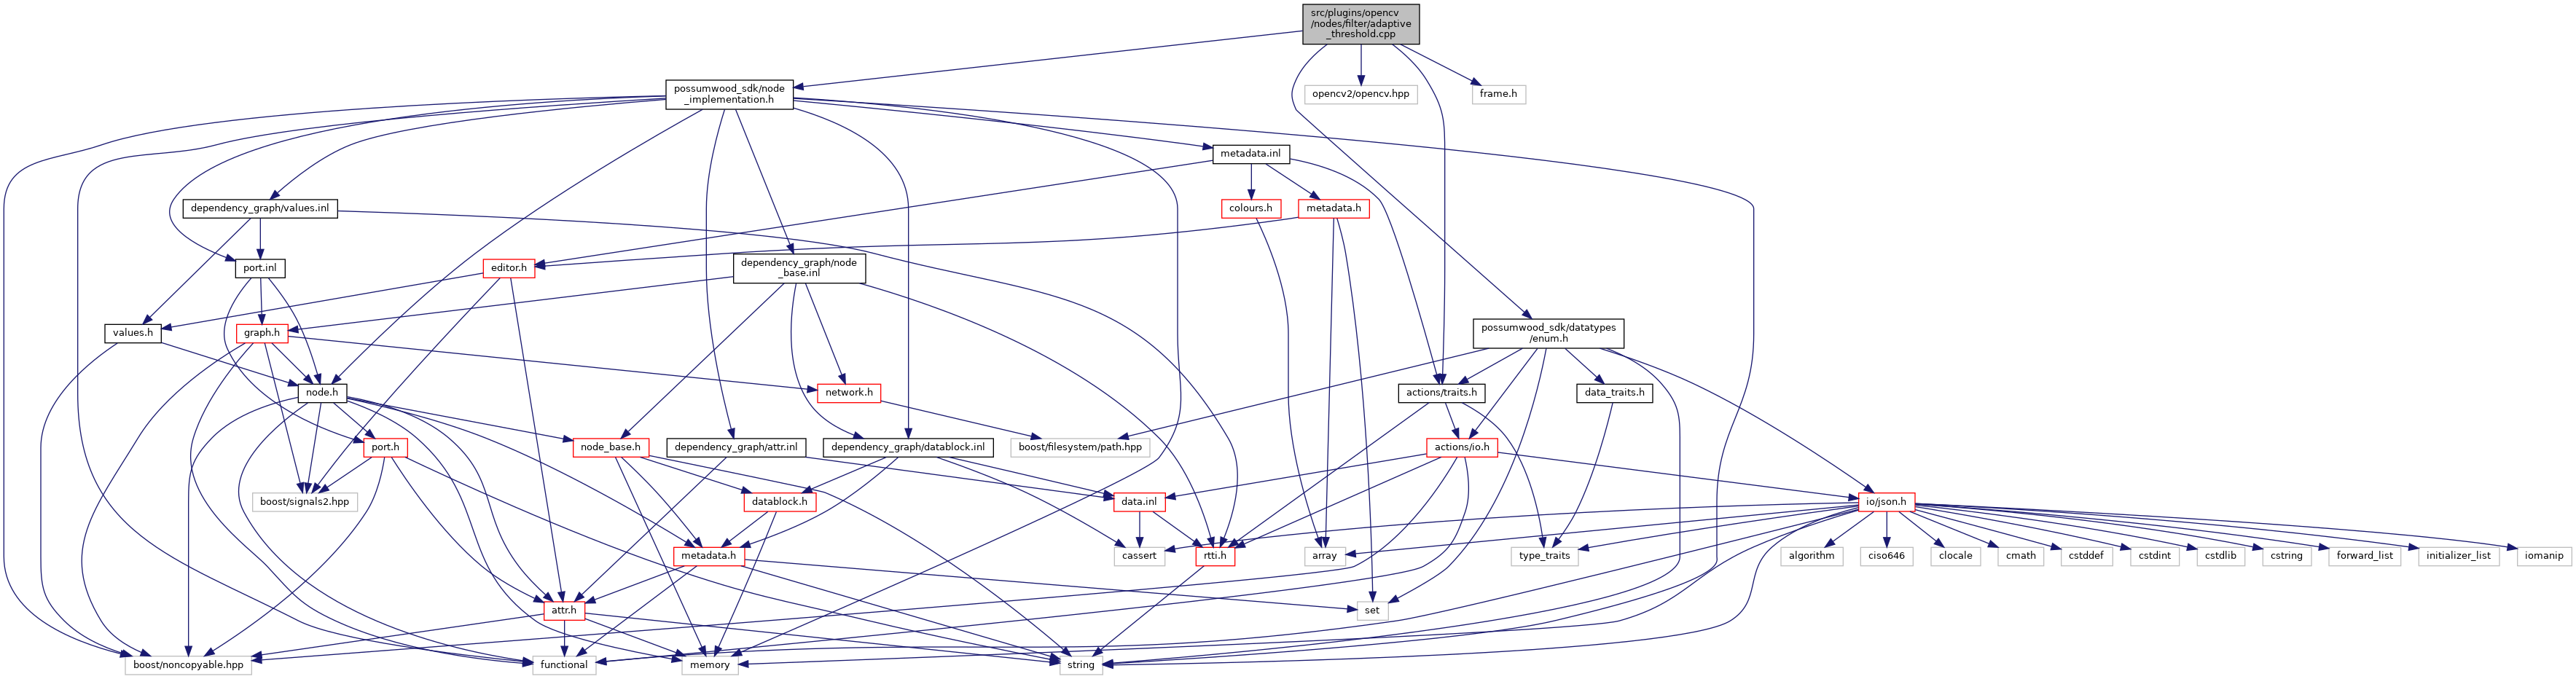 src/plugins/opencv
/nodes/filter/adaptive
_threshold.cpp
possumwood_sdk/node
_implementation.h
opencv2/opencv.hpp
frame.h
metadata.inl
dependency_graph/values.inl
colours.h
metadata.h
port.inl
editor.h
dependency_graph/node
_base.inl
values.h
graph.h
possumwood_sdk/datatypes
/enum.h
node.h
network.h
actions/traits.h
data_traits.h
port.h
node_base.h
dependency_graph/attr.inl
dependency_graph/datablock.inl
boost/filesystem/path.hpp
actions/io.h
boost/signals2.hpp
datablock.h
data.inl
io/json.h
metadata.h
cassert
rtti.h
array
type_traits
algorithm
ciso646
clocale
cmath
cstddef
cstdint
cstdlib
cstring
forward_list
initializer_list
iomanip
attr.h
set
boost/noncopyable.hpp
functional
memory
string